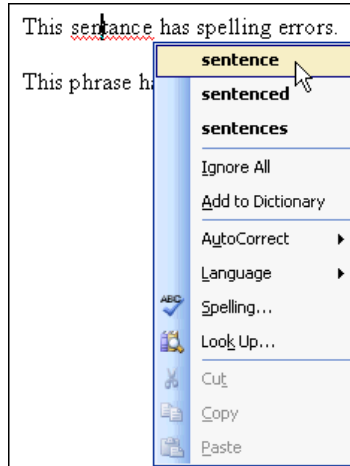 This sentance has spelling errors.
This phrase ha
sentence
sentenced
sentences
Ignore All
Add to Dictionary
AutoCorrect
Language
ABC
Spelling...
Look Up...
Cut
Copy
Paste